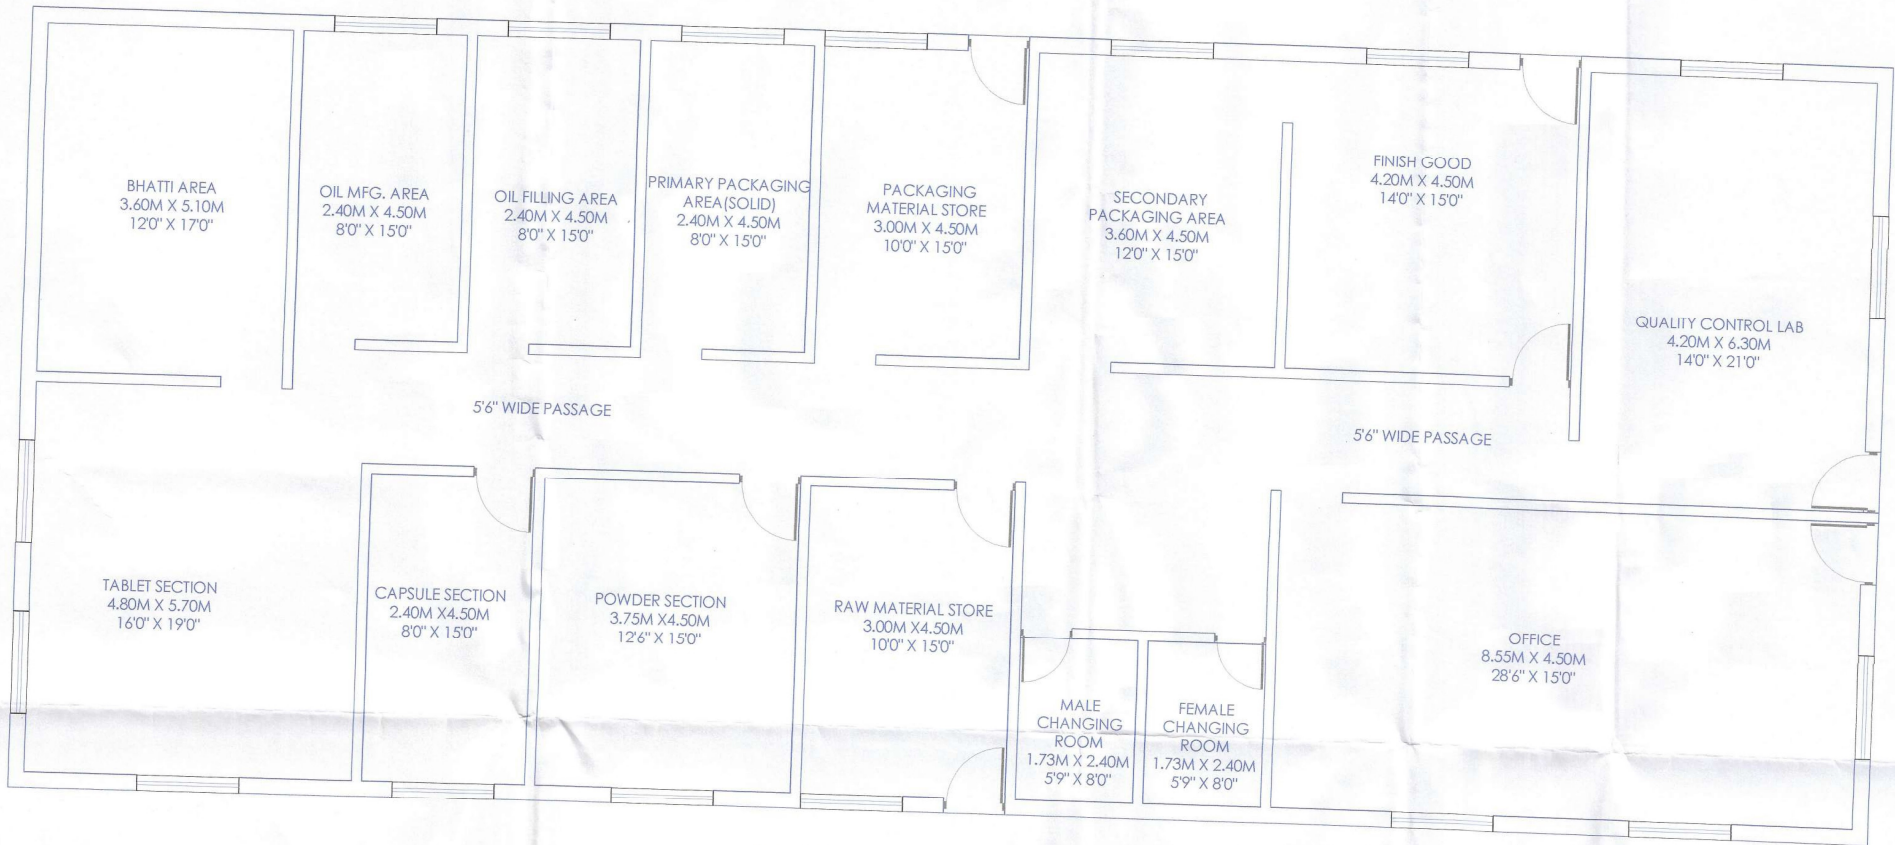 BHATTI AREA
3.60M X 5.10M
12'0" X 17'0"
OIL MFG. AREA
2.40M X 4.50M
8'0" X 15'0"
OIL FILLING AREA
2.40M X 4.50M
8'0" X 15'0"
PRIMARY PACKAGING
AREA(SOLID)
2.40M X 4.50M
8'0" X 15'0"
PACKAGING
MATERIAL STORE
3.00M X 4.50M
10'0" X 15'0"
SECONDARY
PACKAGING AREA
3.60M X 4.50M
12'0" X 15'0"
FINISH GOOD
4.20M X 4.50M
14'0" X 15'0"
QUALITY CONTROL LAB
4.20M X 6.30M
14'0" X 21'0"
5'6" WIDE PASSAGE
5'6" WIDE PASSAGE
TABLET SECTION
4.80M X 5.70M
16'0" X 19'0"
CAPSULE SECTION
2.40M X4.50M
8'0" X 15'0"
POWDER SECTION
3.75M X4.50M
12'6" X 15'0"
RAW MATERIAL STORE
3.00M X4.50M
10'0" X 15'0"
MALE
CHANGING
ROOM
1.73M X 2.40M
5'9" X 8'0"
FEMALE
CHANGING
ROOM
1.73M X 2.40M
5'9" X 8'0"
OFFICE
8.55M X 4.50M
28'6" X 15'0"